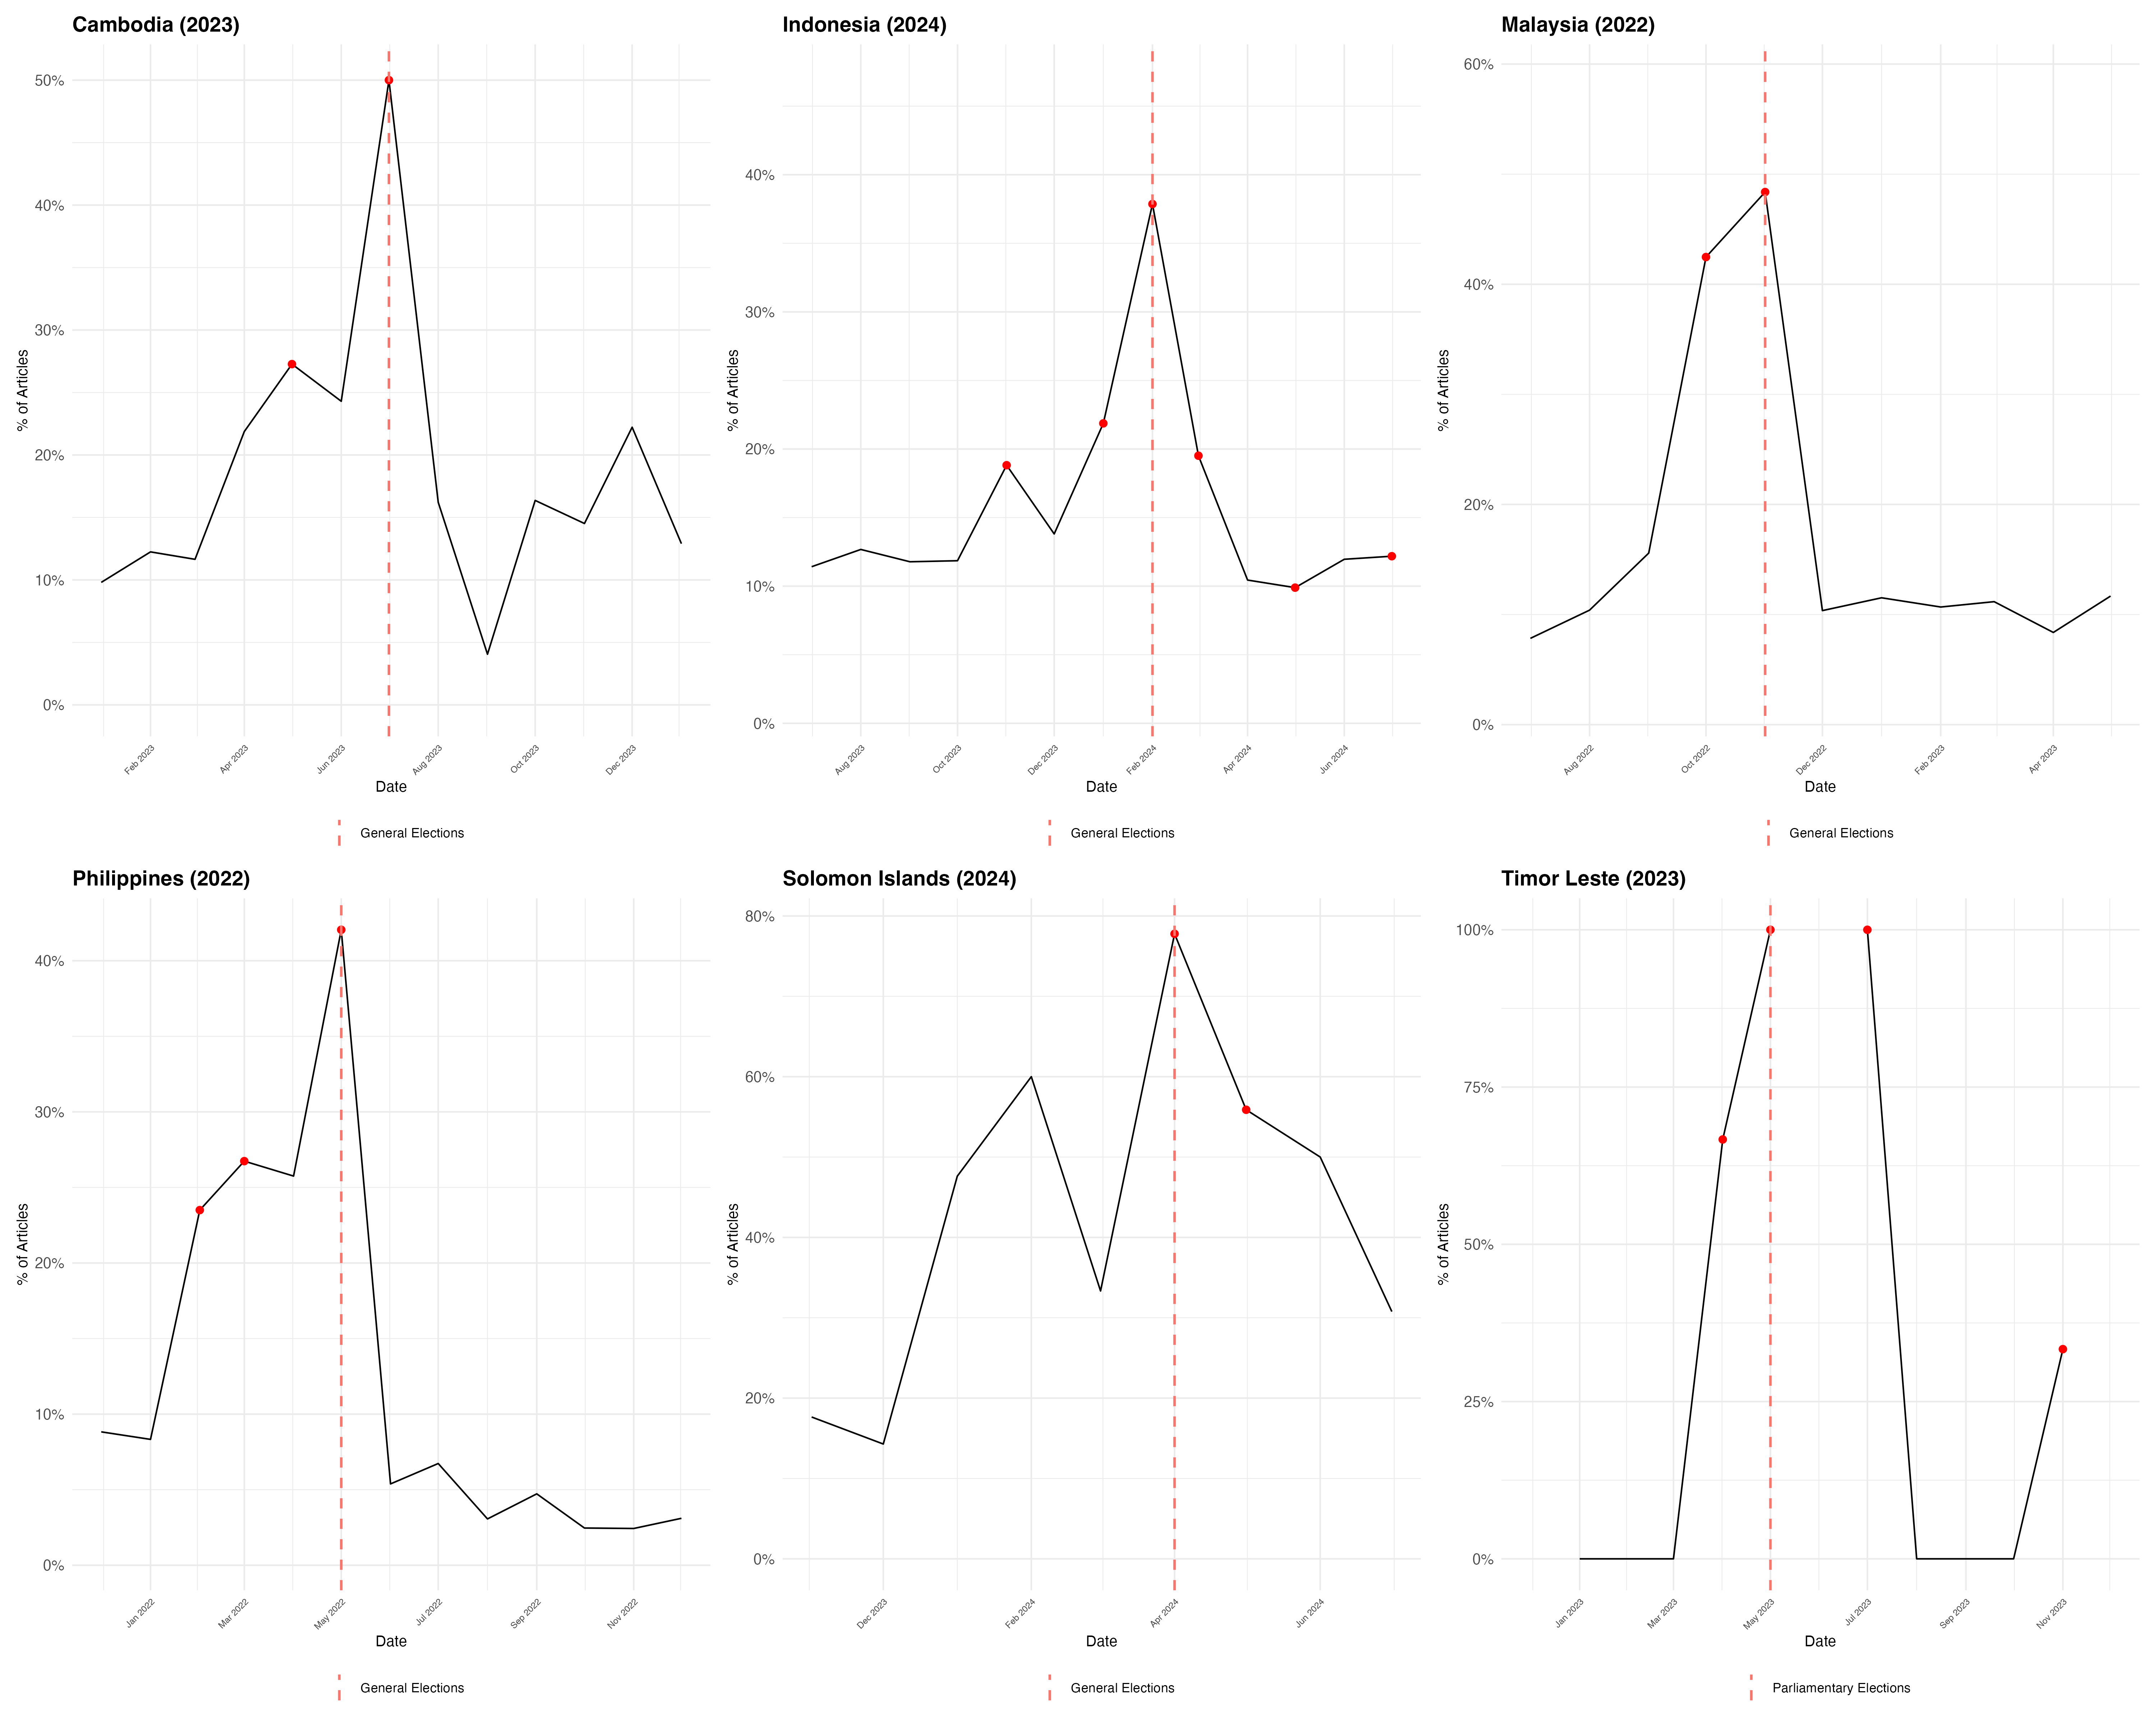 Cambodia (2023)
50%
40%
30%
20%
10%
0%
% of Articles
Feb 2023
Apr 2023
Jun 2023
Aug 2023
Oct 2023
Dec 2023
Date
General Elections
Indonesia (2024)
40%
30%
20%
10%
0%
% of Articles
Aug 2023
Oct 2023
Dec 2023
Feb 2024
Apr 2024
Jun 2024
Date
General Elections
Malaysia (2022)
60%
40%
20%
0%
% of Articles
Aug 2022
Oct 2022
Dec 2022
Feb 2023
Apr 2023
Date
General Elections
Philippines (2022)
40%
30%
20%
10%
0%
% of Articles
Jan 2022
Mar 2022
May 2022
Jul 2022
Sep 2022
Nov 2022
Date
General Elections
Solomon Islands (2024)
80%
60%
40%
20%
0%
% of Articles
Dec 2023
Feb 2024
Apr 2024
Jun 2024
Date
General Elections
Timor Leste (2023)
100%
75%
50%
25%
0%
% of Articles
Jan 2023
Mar 2023
May 2023
Jul 2023
Sep 2023
Nov 2023
Date
Parliamentary Elections